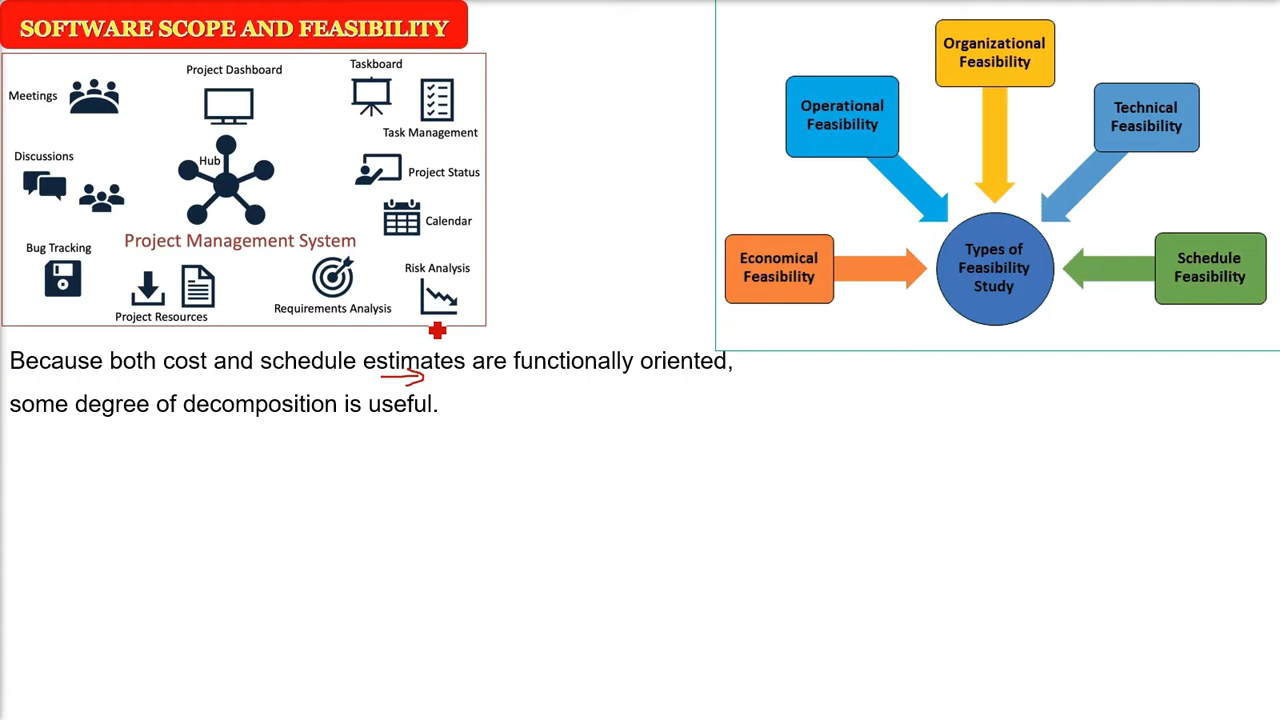 SOFTWARE SCOPE AND FEASIBILITY
Meetings
Project Dashboard
Taskboard
Task Management
Discussions
Hub
Project Status
Calendar
Project Management System
Bug Tracking
Project Resources
Requirements Analysis
Risk Analysis
Organizational
Feasibility
Operational
Feasibility
Technical
Feasibility
Economical
Feasibility
Types of
Feasibility
Study
Schedule
Feasibility
Because both cost and schedule estimates are functionally oriented,
some degree of decomposition is useful.